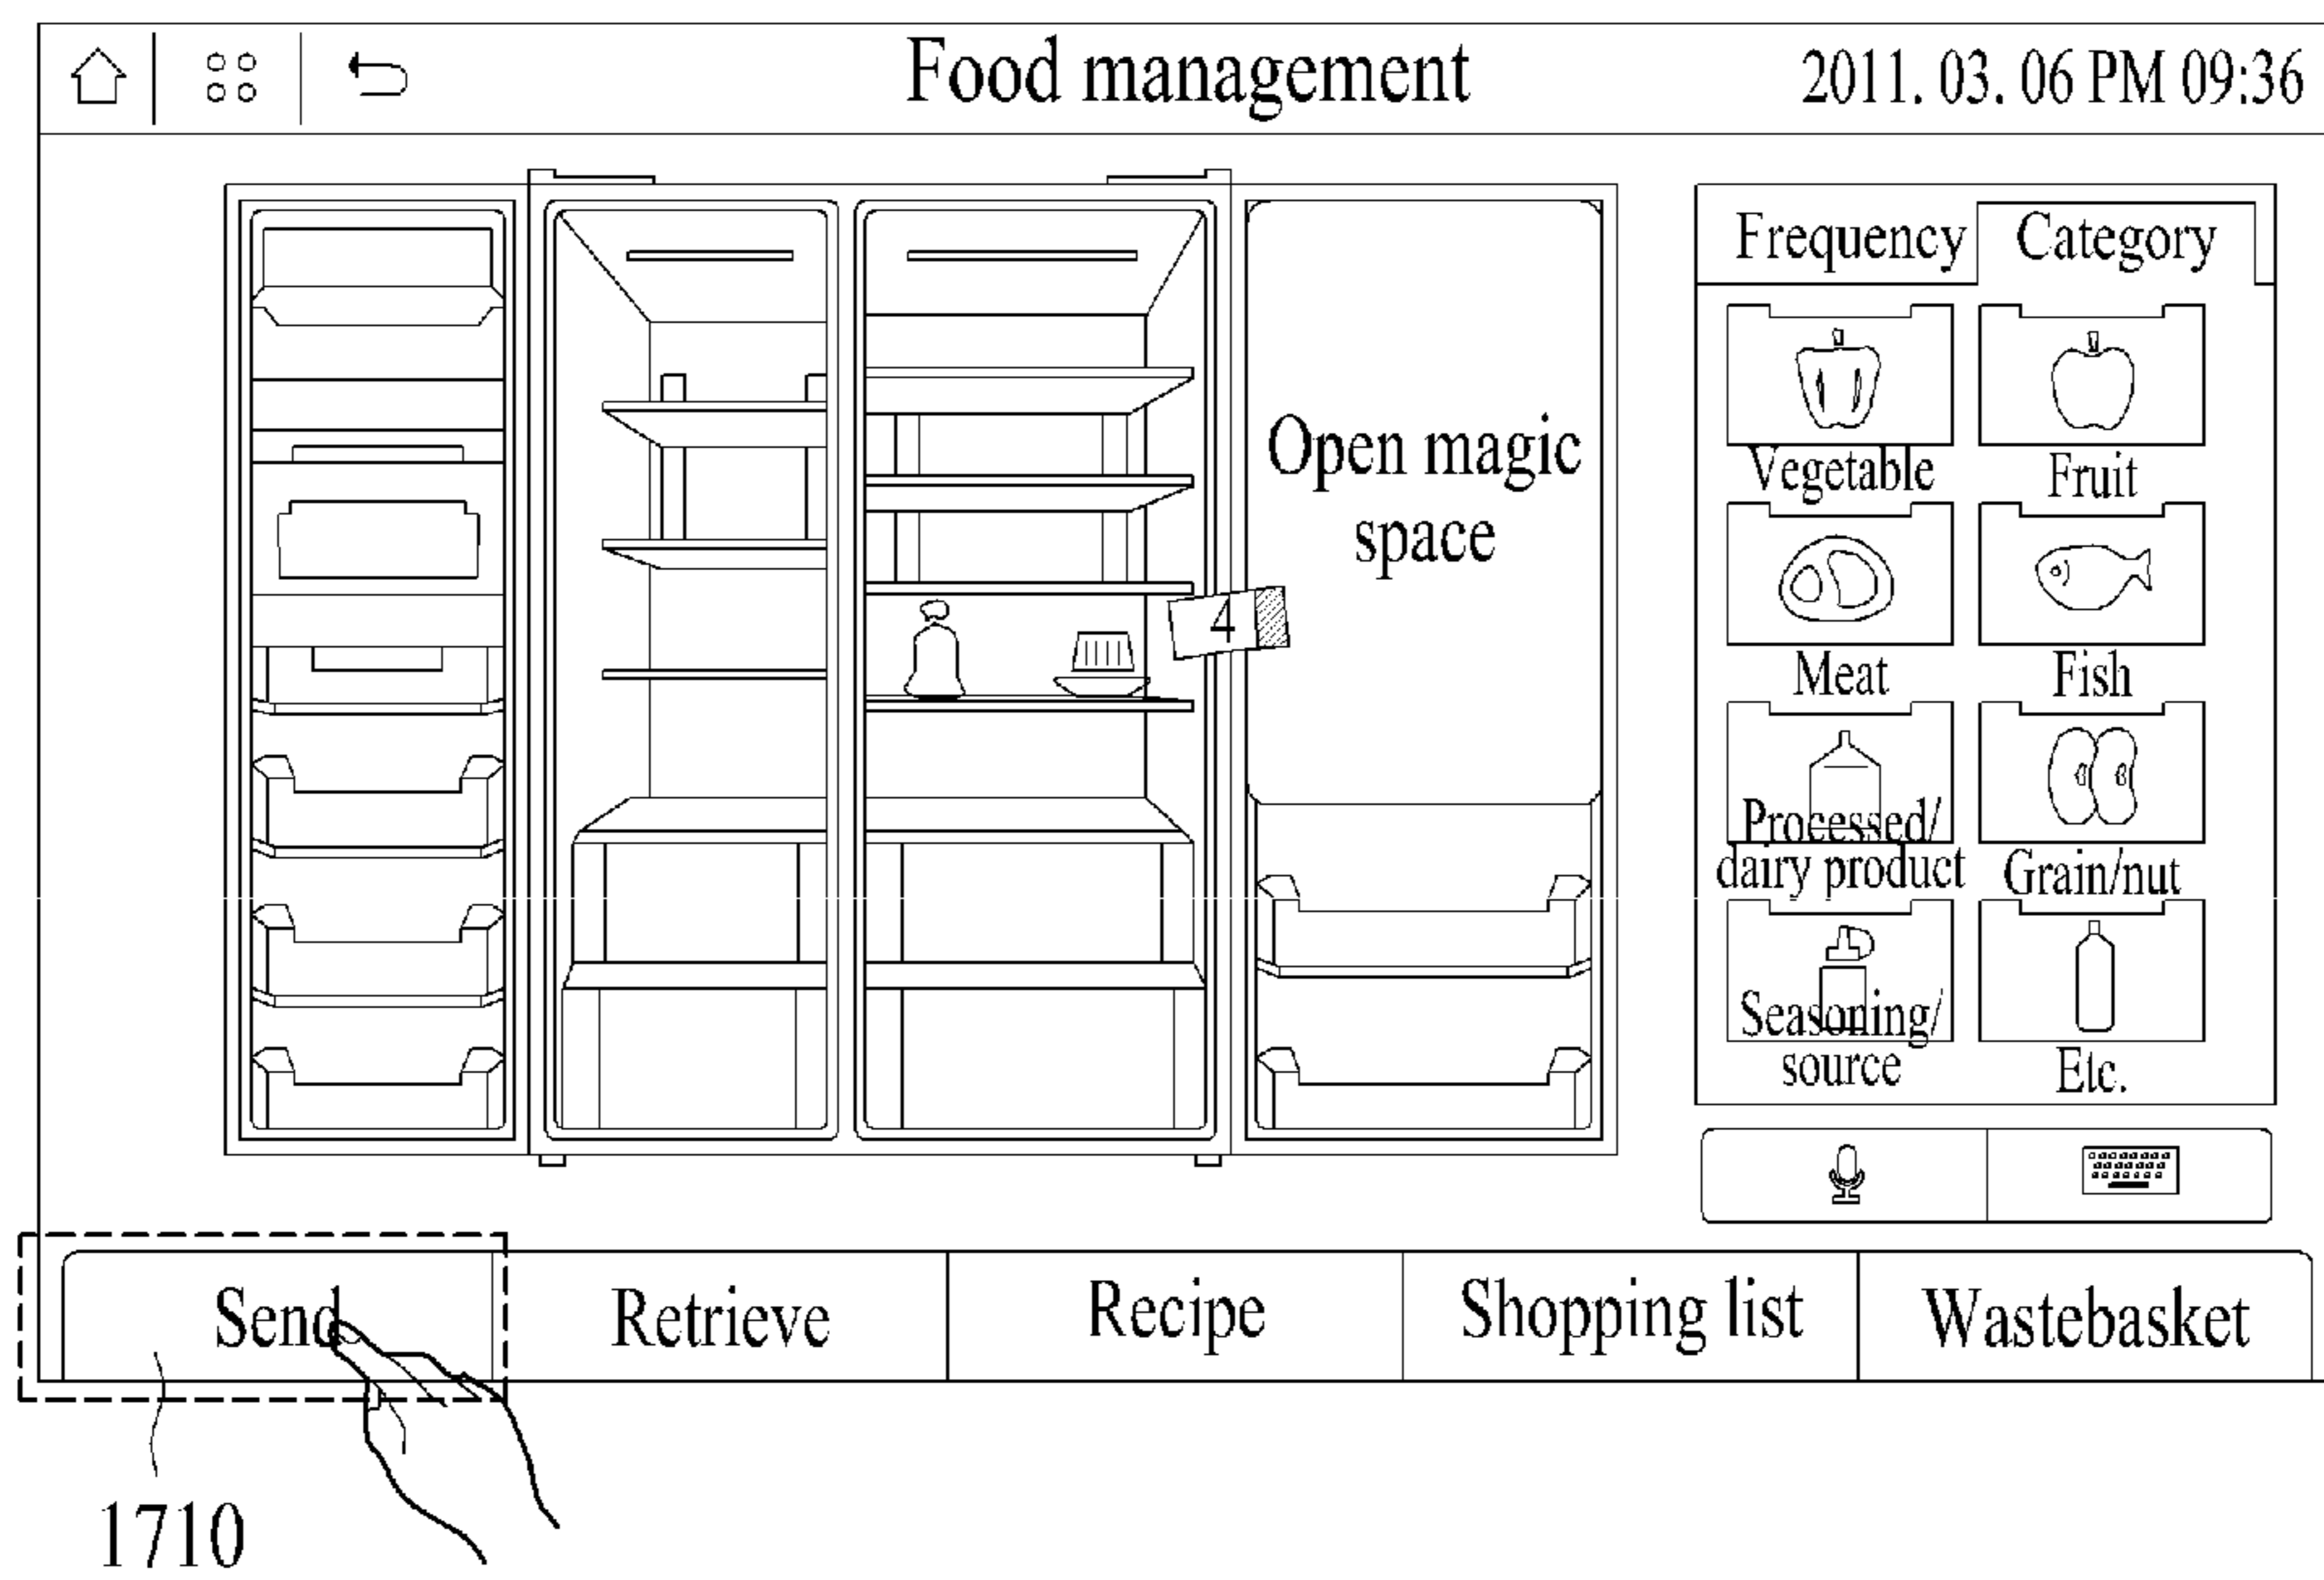 Food management
2011. 03. 06 PM 09:36
Frequency
Category
Open magic
space
4
Vegetable
Fruit
Meat
Fish
Processed/
dairy product
Grain/nut
Seasoning/
source
Etc.
Send
Retrieve
Recipe
Shopping list
Wastebasket
1710